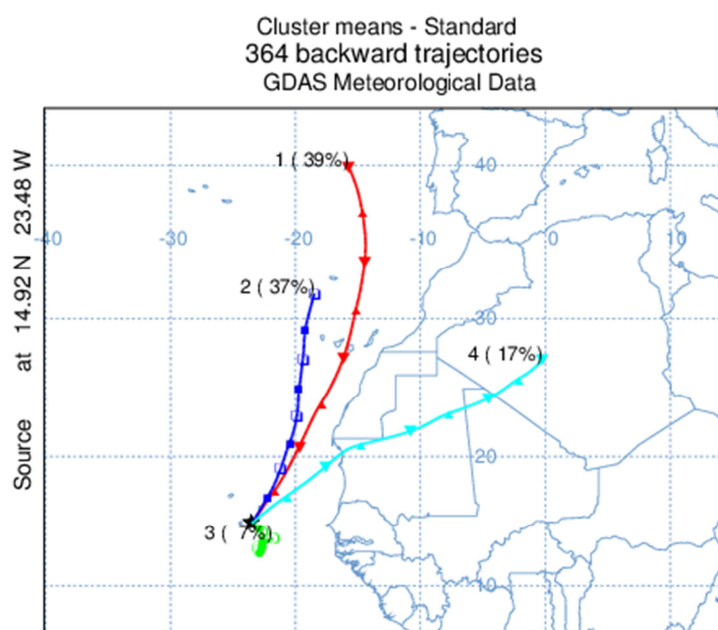 Cluster means - Standard
364 backward trajectories
GDAS Meteorological Data
Source at 14.92 N 23.48 W
1 ( 39%)
40
-40 -30 -20 -10 0 10
2 ( 37%)
30
4 ( 17%)
20
3 ( 7%)
10